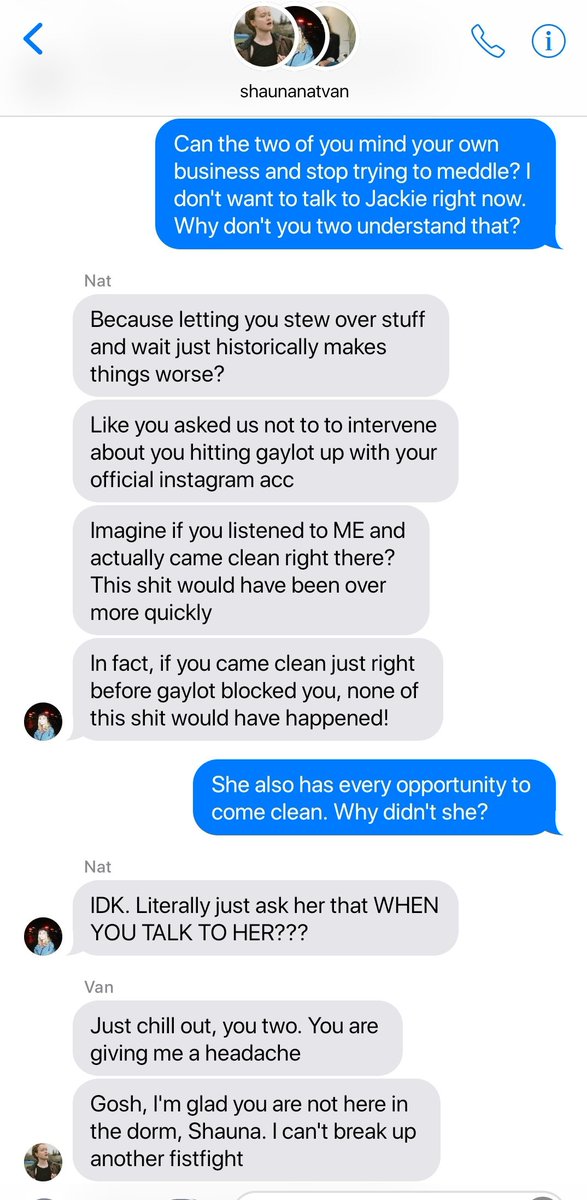 shaunanatvan
Can the two of you mind your own
business and stop trying to meddle? I
don't want to talk to Jackie right now.
Why don't you two understand that?
Nat
Because letting you stew over stuff
and wait just historically makes
things worse?
Like you asked us not to to intervene
about you hitting gaylot up with your
official instagram acc
Imagine if you listened to ME and
actually came clean right there?
This shit would have been over
more quickly
In fact, if you came clean just right
before gaylot blocked you, none of
this shit would have happened!
She also has every opportunity to
come clean. Why didn't she?
Nat
IDK. Literally just ask her that WHEN
YOU TALK TO HER???
Van
Just chill out, you two. You are
giving me a headache
Gosh, I'm glad you are not here in
the dorm, Shauna. I can't break up
another fistfight